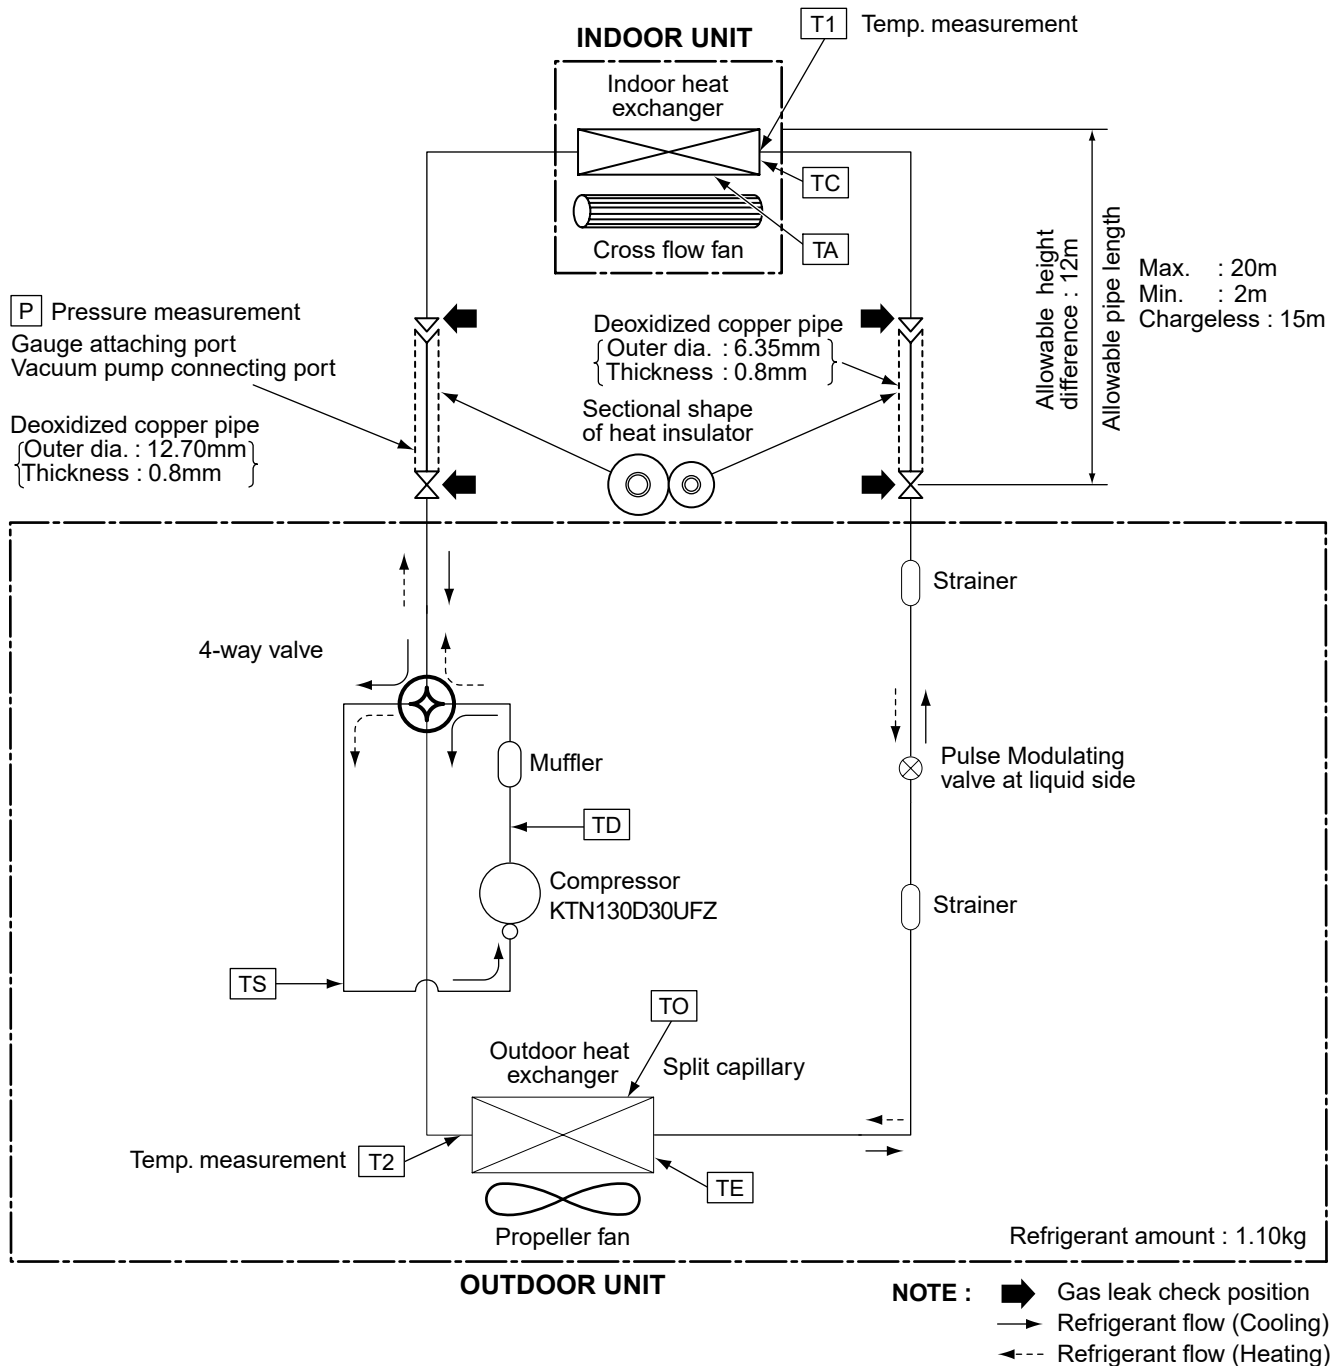 T1 Temp. measurement
INDOOR UNIT
Indoor heat
exchanger
TC
Cross flow fan
TA
P Pressure measurement
Gauge attaching port
Vacuum pump connecting port
Deoxidized copper pipe
Outer dia. : 12.70mm
Thickness : 0.8mm
Deoxidized copper pipe
Outer dia. : 6.35mm
Thickness : 0.8mm
Sectional shape
of heat insulator
Allowable height
difference : 12m
Allowable pipe length
Max. : 20m
Min. : 2m
Chargeless : 15m
Strainer
4-way valve
Muffler
Pulse Modulating
valve at liquid side
TD
Compressor
KTN130D30UFZ
Strainer
TS
TO
Outdoor heat
exchanger
Split capillary
Temp. measurement T2
TE
Propeller fan
Refrigerant amount : 1.10kg
OUTDOOR UNIT
NOTE : Gas leak check position
Refrigerant flow (Cooling)
Refrigerant flow (Heating)